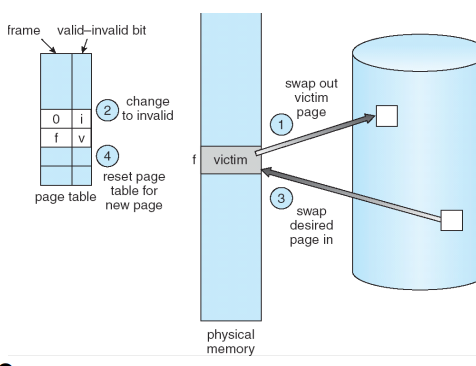 frame valid–invalid bit
0 i
f v
2 change
to invalid
4
reset page
table for
new page
page table
swap out
victim
page
1
f victim
3
swap
desired
page in
physical
memory